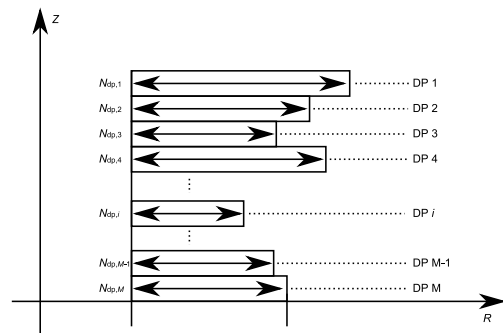 Z
N_dp,1 DP 1
N_dp,2 DP 2
N_dp,3 DP 3
N_dp,4 DP 4
⋮
N_dp,i DP i
⋮
N_dp,M-1 DP M-1
N_dp,M DP M
R